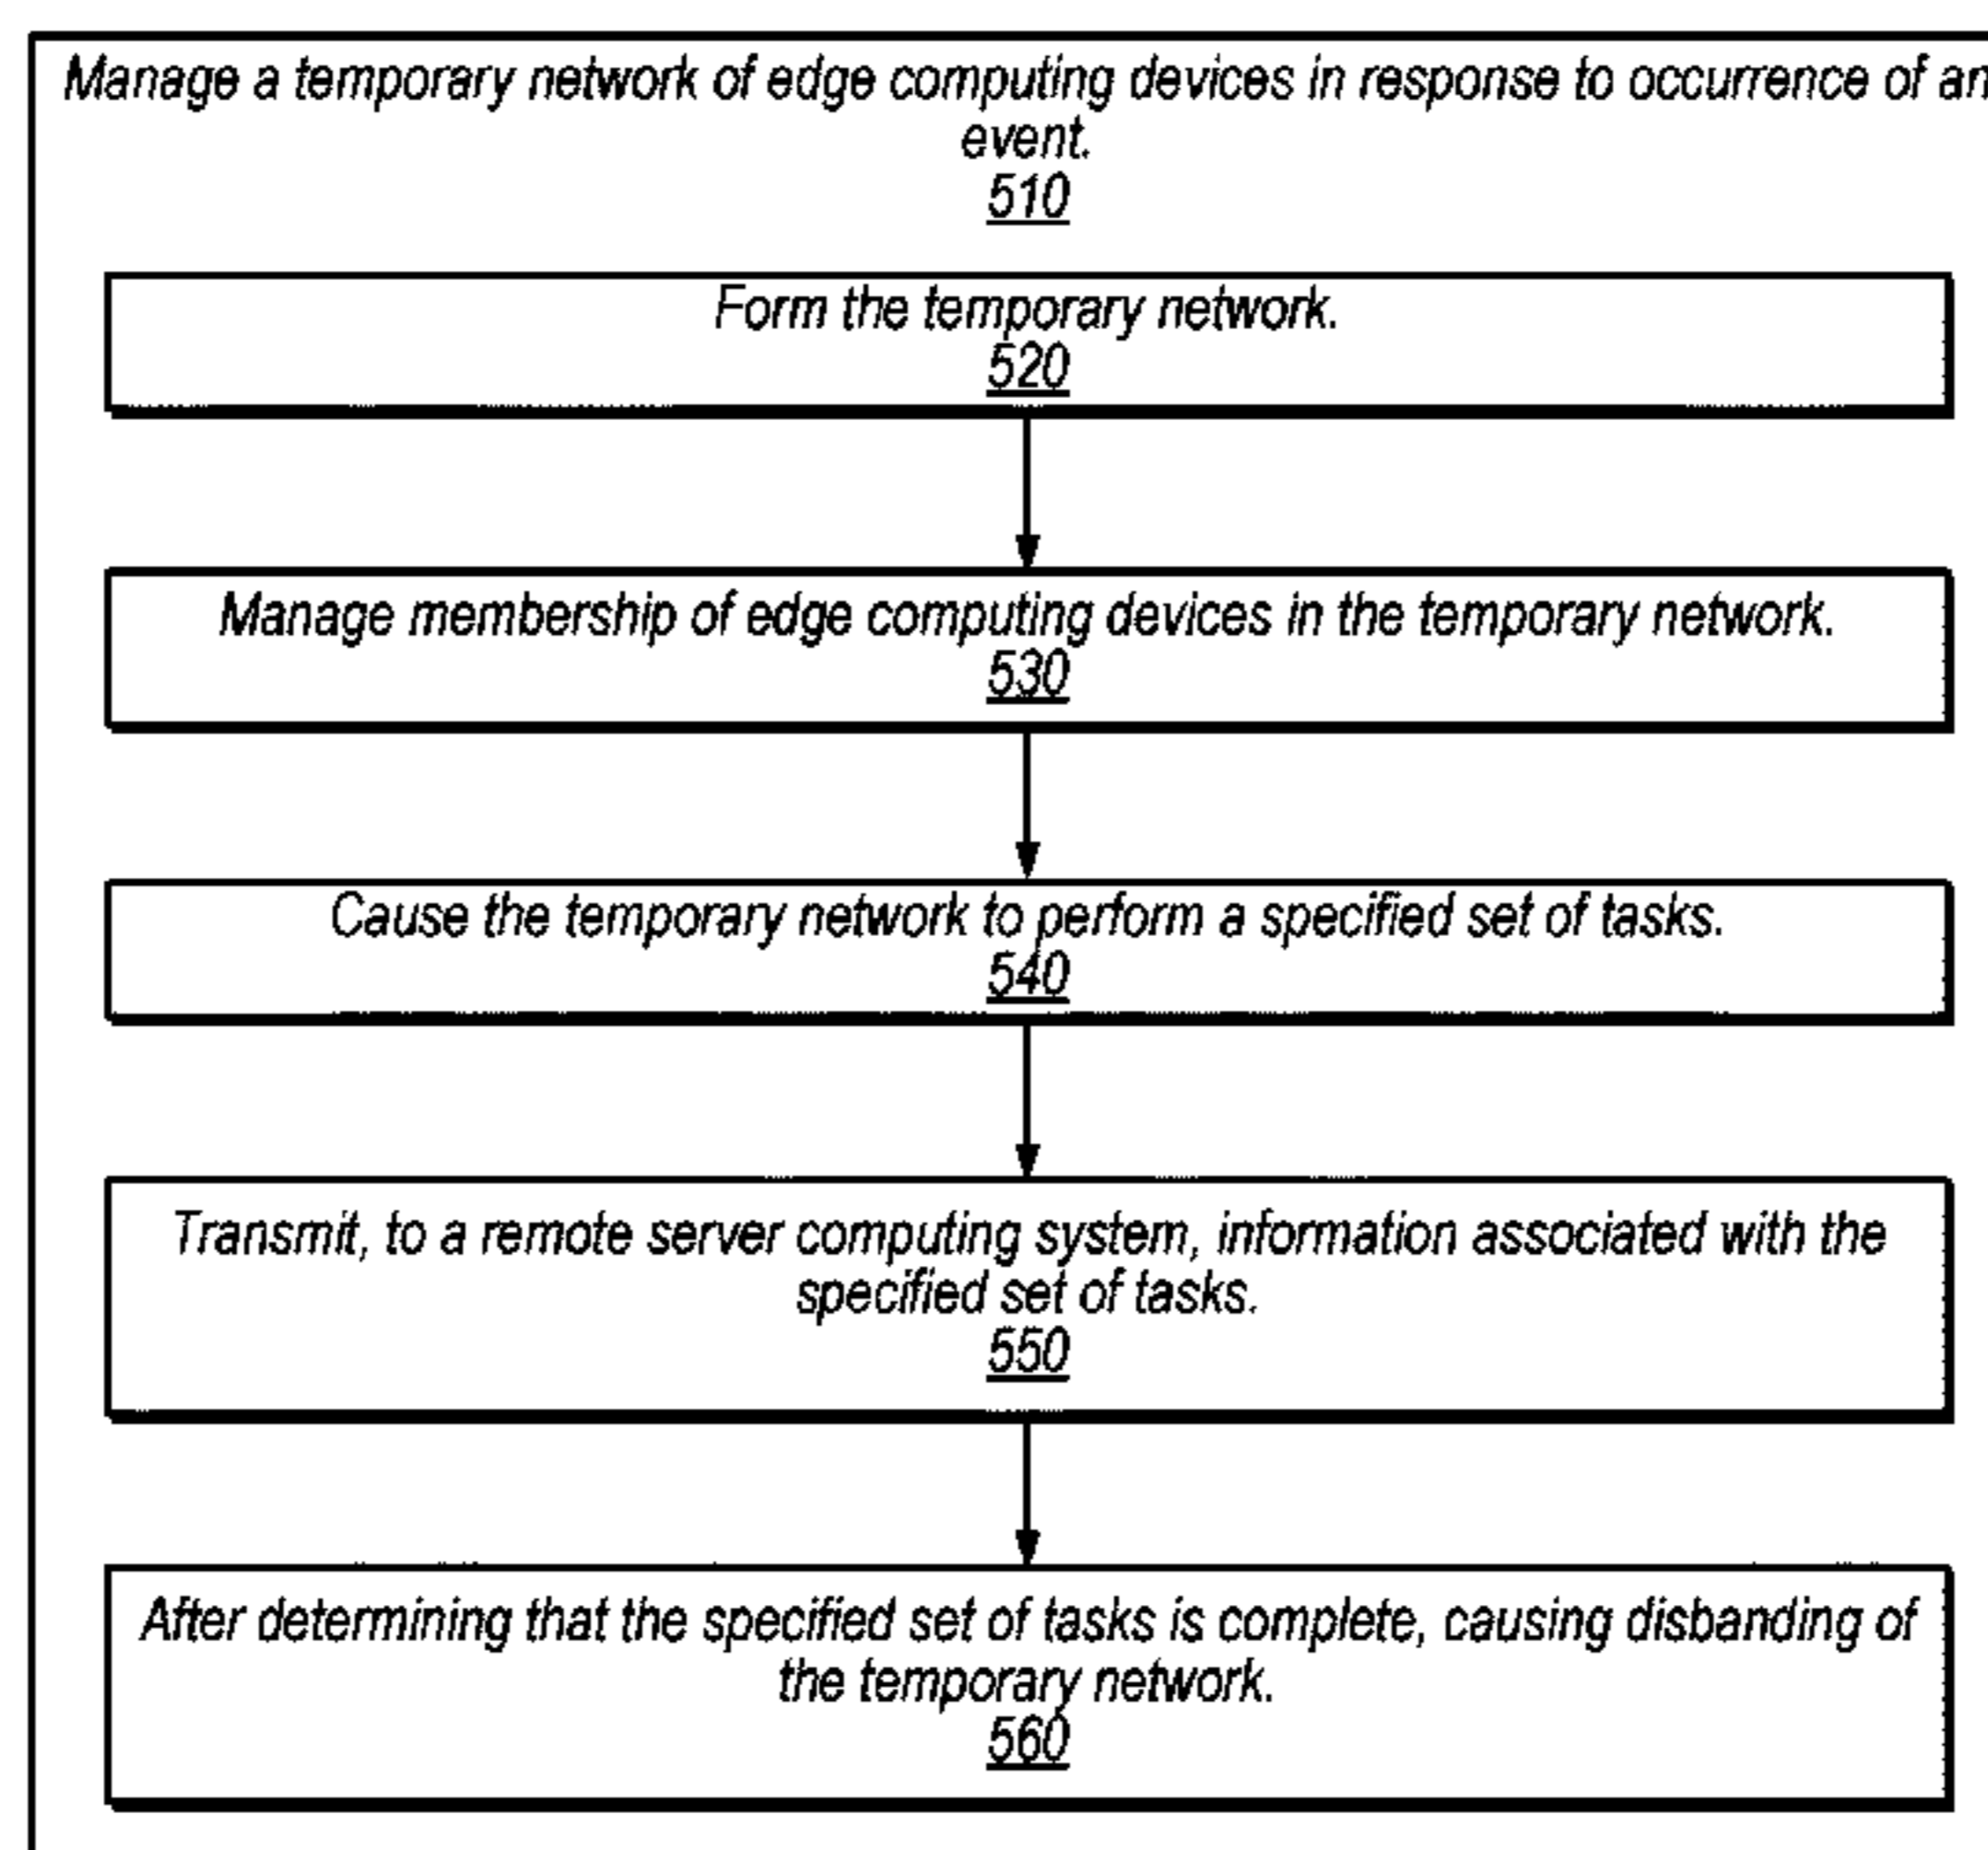 Manage a temporary network of edge computing devices in response to occurrence of an
event.
510
Form the temporary network.
520
Manage membership of edge computing devices in the temporary network.
530
Cause the temporary network to perform a specified set of tasks.
540
Transmit, to a remote server computing system, information associated with the
specified set of tasks.
550
After determining that the specified set of tasks is complete, causing disbanding of
the temporary network.
560